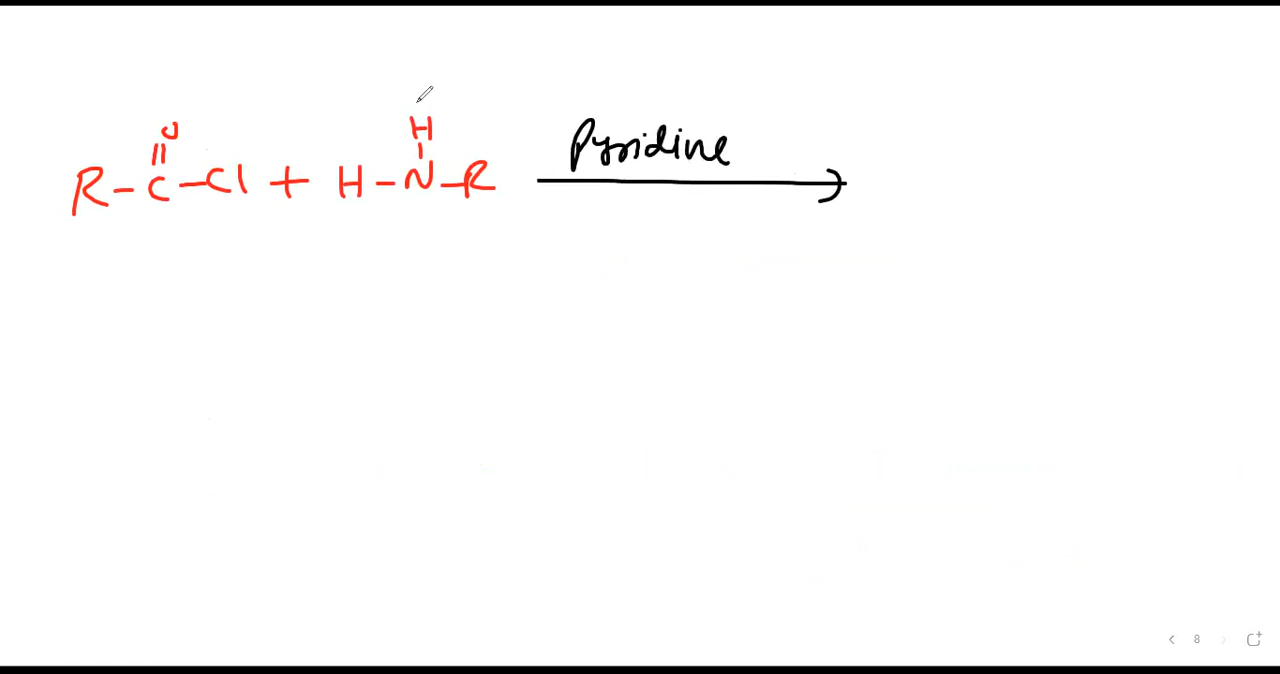 O H Pyridine
||
R-C-Cl + H-N-R
8